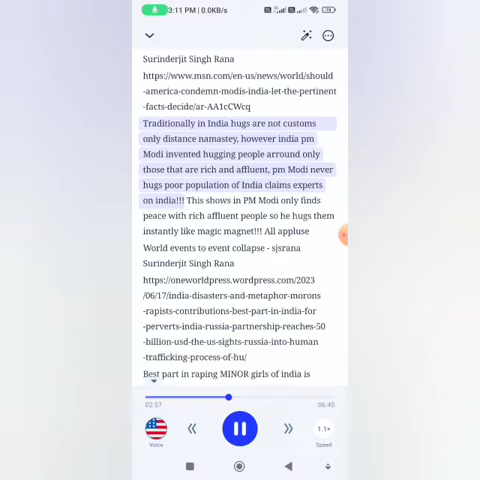 3:11 PM | 0.0KB/s
Surinderjit Singh Rana
https://www.msn.com/en-us/news/world/should
-america-condemn-modis-india-let-the-pertinent
-facts-decide/ar-AA1cCWcq
Traditionally in India hugs are not customs
only distance namastey, however india pm
Modi invented hugging people arround only
those that are rich and affluent, pm Modi never
hugs poor population of India claims experts
on india!!! This shows in PM Modi only finds
peace with rich affluent people so he hugs them
instantly like magic magnet!!! All appluse
World events to event collapse - sjsrana
Surinderjit Singh Rana
https://oneworldpress.wordpress.com/2023
/06/17/india-disasters-and-metaphor-morons
-rapists-contributions-best-part-in-india-for
-perverts-india-russia-partnership-reaches-50
-billion-usd-the-us-sights-russia-into-human
-trafficking-process-of-hu/
Best part in raping MINOR girls of india is
02:57
06:40
1.1×
Voice
Speed